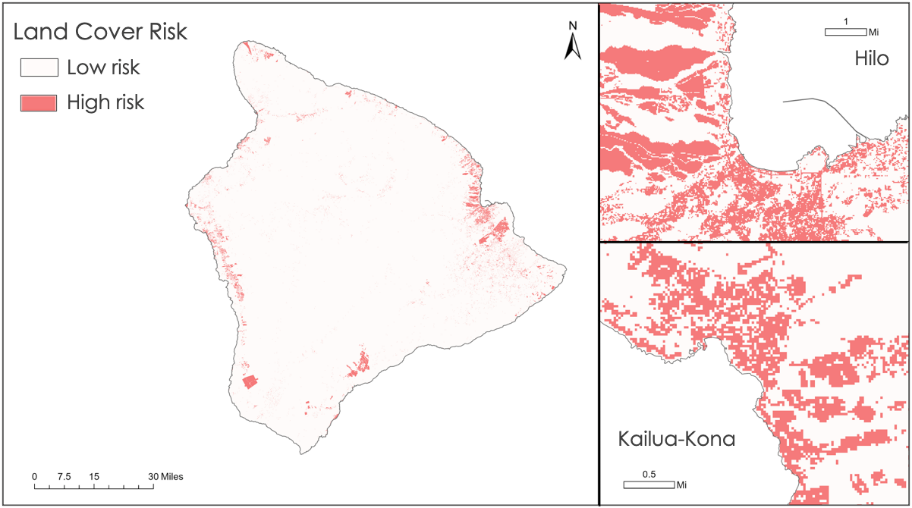 Land Cover Risk
Low risk
High risk
N
0 7.5 15 30 Miles
1
Mi
Hilo
Kailua-Kona
0.5
Mi